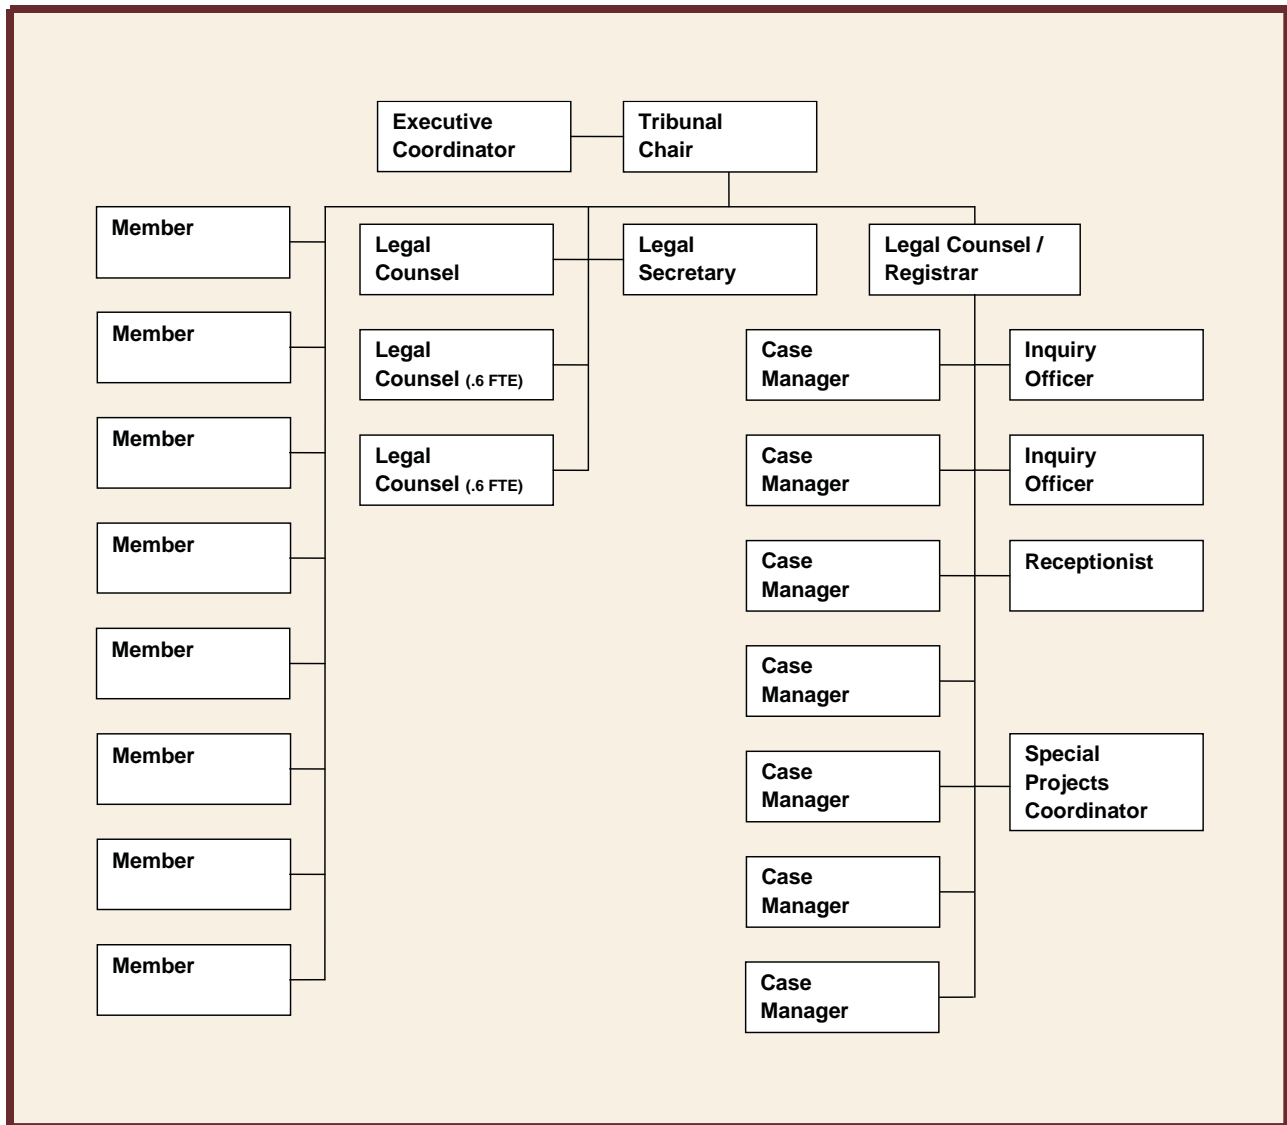 Executive
Coordinator
Tribunal
Chair
Member
Member
Member
Member
Member
Member
Member
Member
Legal
Counsel
Legal
Secretary
Legal
Counsel (.6 FTE)
Legal
Counsel (.6 FTE)
Legal Counsel /
Registrar
Case
Manager
Inquiry
Officer
Case
Manager
Inquiry
Officer
Case
Manager
Receptionist
Case
Manager
Case
Manager
Special
Projects
Coordinator
Case
Manager
Case
Manager